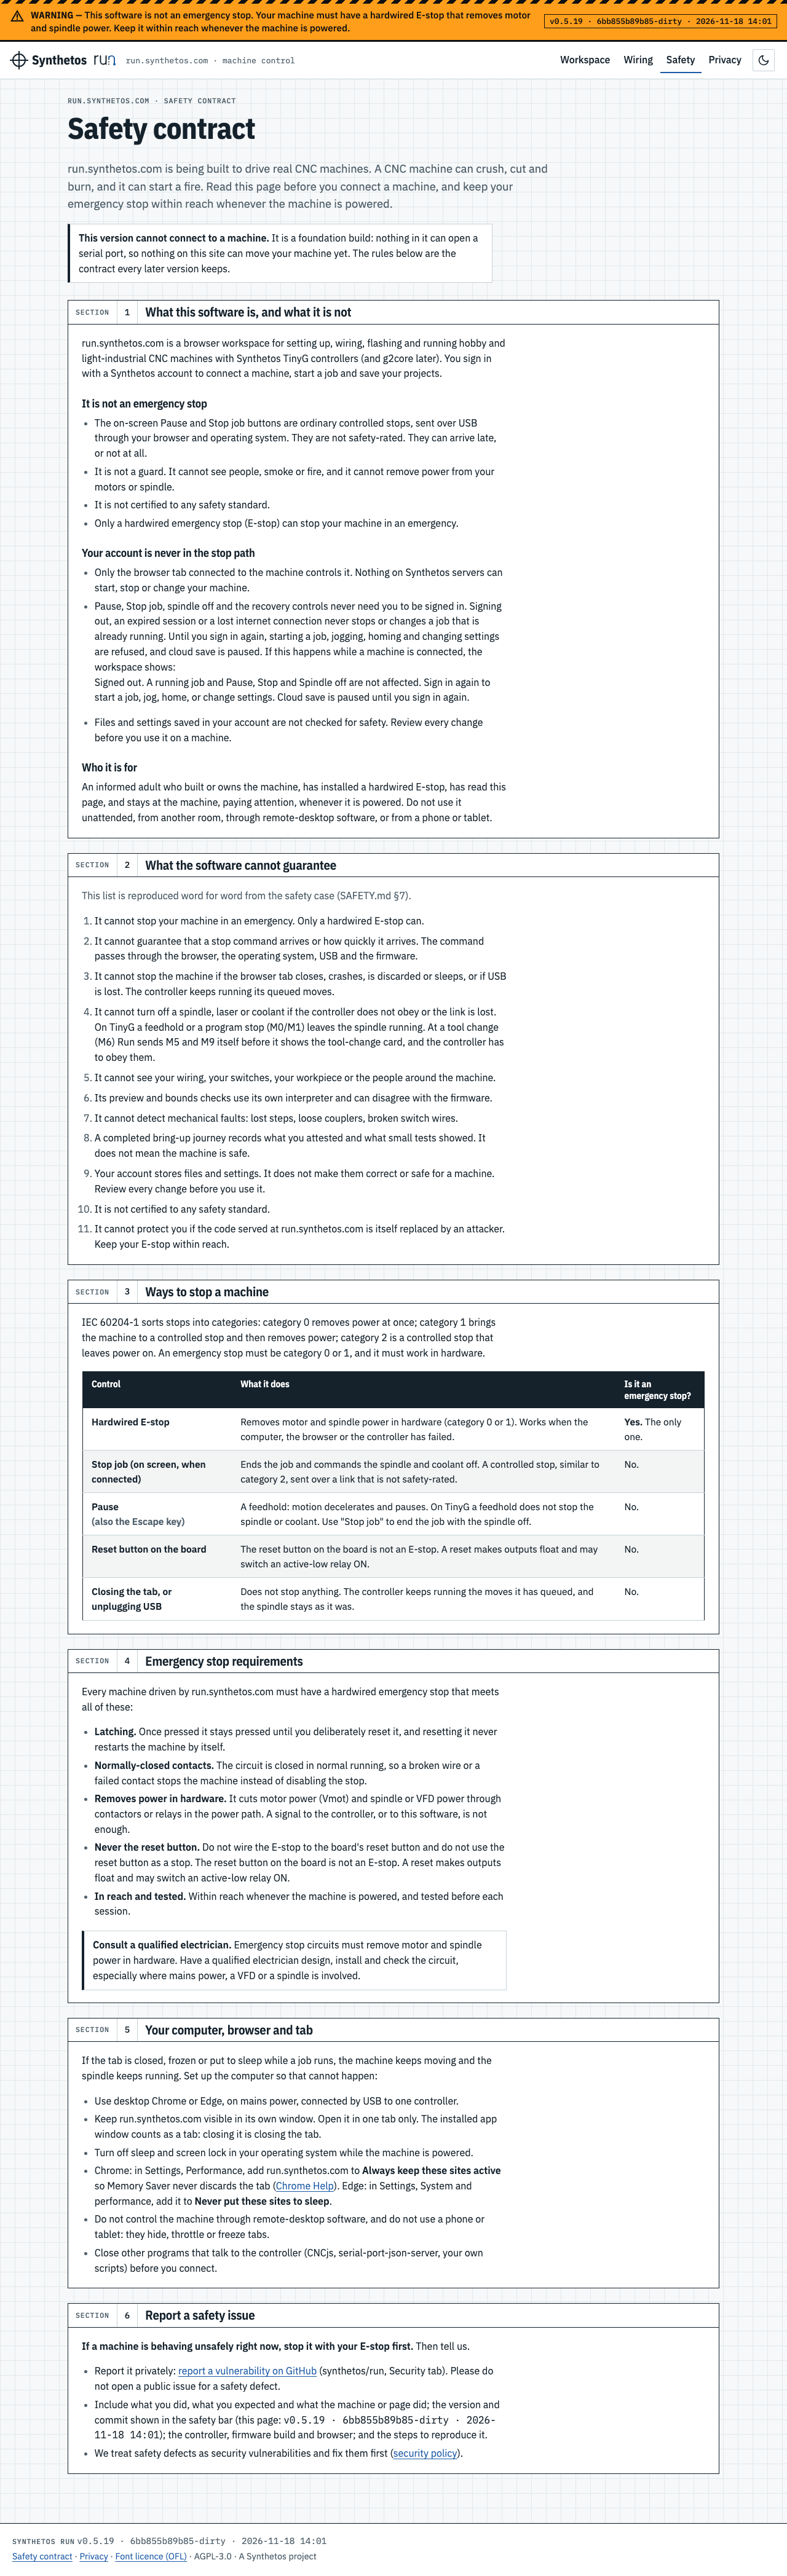 WARNING — This software is not an emergency stop. Your machine must have a hardwired E-stop that removes motor
and spindle power. Keep it within reach whenever the machine is powered.
v0.5.19 · 6bb855b89b85-dirty · 2026-11-18 14:01
Synthetos run run.synthetos.com · machine control
Workspace Wiring Safety Privacy
RUN.SYNTHETOS.COM · SAFETY CONTRACT
Safety contract
run.synthetos.com is being built to drive real CNC machines. A CNC machine can crush, cut and
burn, and it can start a fire. Read this page before you connect a machine, and keep your
emergency stop within reach whenever the machine is powered.
This version cannot connect to a machine. It is a foundation build: nothing in it can open a
serial port, so nothing on this site can move your machine yet. The rules below are the
contract every later version keeps.
SECTION 1 What this software is, and what it is not
run.synthetos.com is a browser workspace for setting up, wiring, flashing and running hobby and
light-industrial CNC machines with Synthetos TinyG controllers (and g2core later). You sign in
with a Synthetos account to connect a machine, start a job and save your projects.
It is not an emergency stop
• The on-screen Pause and Stop job buttons are ordinary controlled stops, sent over USB
through your browser and operating system. They are not safety-rated. They can arrive late,
or not at all.
• It is not a guard. It cannot see people, smoke or fire, and it cannot remove power from your
motors or spindle.
• It is not certified to any safety standard.
• Only a hardwired emergency stop (E-stop) can stop your machine in an emergency.
Your account is never in the stop path
• Only the browser tab connected to the machine controls it. Nothing on Synthetos servers can
start, stop or change your machine.
• Pause, Stop job, spindle off and the recovery controls never need you to be signed in. Signing
out, an expired session or a lost internet connection never stops or changes a job that is
already running. Until you sign in again, starting a job, jogging, homing and changing settings
are refused, and cloud save is paused. If this happens while a machine is connected, the
workspace shows:
Signed out. A running job and Pause, Stop and Spindle off are not affected. Sign in again to
start a job, jog, home, or change settings. Cloud save is paused until you sign in again.
• Files and settings saved in your account are not checked for safety. Review every change
before you use it on a machine.
Who it is for
An informed adult who built or owns the machine, has installed a hardwired E-stop, has read this
page, and stays at the machine, paying attention, whenever it is powered. Do not use it
unattended, from another room, through remote-desktop software, or from a phone or tablet.
SECTION 2 What the software cannot guarantee
This list is reproduced word for word from the safety case (SAFETY.md §7).
1. It cannot stop your machine in an emergency. Only a hardwired E-stop can.
2. It cannot guarantee that a stop command arrives or how quickly it arrives. The command
passes through the browser, the operating system, USB and the firmware.
3. It cannot stop the machine if the browser tab closes, crashes, is discarded or sleeps, or if USB
is lost. The controller keeps running its queued moves.
4. It cannot turn off a spindle, laser or coolant if the controller does not obey or the link is lost.
On TinyG a feedhold or a program stop (M0/M1) leaves the spindle running. At a tool change
(M6) Run sends M5 and M9 itself before it shows the tool-change card, and the controller has
to obey them.
5. It cannot see your wiring, your switches, your workpiece or the people around the machine.
6. Its preview and bounds checks use its own interpreter and can disagree with the firmware.
7. It cannot detect mechanical faults: lost steps, loose couplers, broken switch wires.
8. A completed bring-up journey records what you attested and what small tests showed. It
does not mean the machine is safe.
9. Your account stores files and settings. It does not make them correct or safe for a machine.
Review every change before you use it.
10. It is not certified to any safety standard.
11. It cannot protect you if the code served at run.synthetos.com is itself replaced by an attacker.
Keep your E-stop within reach.
SECTION 3 Ways to stop a machine
IEC 60204-1 sorts stops into categories: category 0 removes power at once; category 1 brings
the machine to a controlled stop and then removes power; category 2 is a controlled stop that
leaves power on. An emergency stop must be category 0 or 1, and it must work in hardware.
Control What it does Is it an
emergency stop?
Hardwired E-stop Removes motor and spindle power in hardware (category 0 or 1). Works when the Yes. The only
computer, the browser or the controller has failed. one.
Stop job (on screen, when Ends the job and commands the spindle and coolant off. A controlled stop, similar to No.
connected) category 2, sent over a link that is not safety-rated.
Pause A feedhold: motion decelerates and pauses. On TinyG a feedhold does not stop the No.
(also the Escape key) spindle or coolant. Use "Stop job" to end the job with the spindle off.
Reset button on the board The reset button on the board is not an E-stop. A reset makes outputs float and may No.
switch an active-low relay ON.
Closing the tab, or Does not stop anything. The controller keeps running the moves it has queued, and No.
unplugging USB the spindle stays as it was.
SECTION 4 Emergency stop requirements
Every machine driven by run.synthetos.com must have a hardwired emergency stop that meets
all of these:
• Latching. Once pressed it stays pressed until you deliberately reset it, and resetting it never
restarts the machine by itself.
• Normally-closed contacts. The circuit is closed in normal running, so a broken wire or a
failed contact stops the machine instead of disabling the stop.
• Removes power in hardware. It cuts motor power (Vmot) and spindle or VFD power through
contactors or relays in the power path. A signal to the controller, or to this software, is not
enough.
• Never the reset button. Do not wire the E-stop to the board's reset button and do not use the
reset button as a stop. The reset button on the board is not an E-stop. A reset makes outputs
float and may switch an active-low relay ON.
• In reach and tested. Within reach whenever the machine is powered, and tested before each
session.
Consult a qualified electrician. Emergency stop circuits must remove motor and spindle
power in hardware. Have a qualified electrician design, install and check the circuit,
especially where mains power, a VFD or a spindle is involved.
SECTION 5 Your computer, browser and tab
If the tab is closed, frozen or put to sleep while a job runs, the machine keeps moving and the
spindle keeps running. Set up the computer so that cannot happen:
• Use desktop Chrome or Edge, on mains power, connected by USB to one controller.
• Keep run.synthetos.com visible in its own window. Open it in one tab only. The installed app
window counts as a tab: closing it is closing the tab.
• Turn off sleep and screen lock in your operating system while the machine is powered.
• Chrome: in Settings, Performance, add run.synthetos.com to Always keep these sites active
so Memory Saver never discards the tab (Chrome Help). Edge: in Settings, System and
performance, add it to Never put these sites to sleep.
• Do not control the machine through remote-desktop software, and do not use a phone or
tablet: they hide, throttle or freeze tabs.
• Close other programs that talk to the controller (CNCjs, serial-port-json-server, your own
scripts) before you connect.
SECTION 6 Report a safety issue
If a machine is behaving unsafely right now, stop it with your E-stop first. Then tell us.
• Report it privately: report a vulnerability on GitHub (synthetos/run, Security tab). Please do
not open a public issue for a safety defect.
• Include what you did, what you expected and what the machine or page did; the version and
commit shown in the safety bar (this page: v0.5.19 · 6bb855b89b85-dirty · 2026-
11-18 14:01); the controller, firmware build and browser; and the steps to reproduce it.
• We treat safety defects as security vulnerabilities and fix them first (security policy).
SYNTHETOS RUN v0.5.19 · 6bb855b89b85-dirty · 2026-11-18 14:01
Safety contract · Privacy · Font licence (OFL) · AGPL-3.0 · A Synthetos project